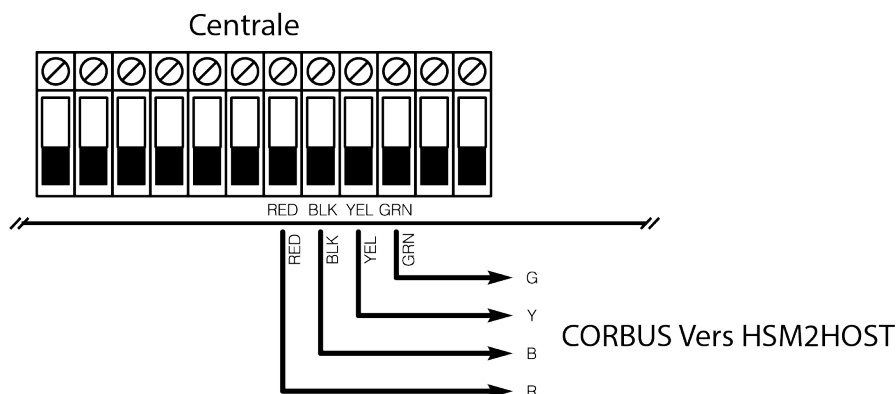 Centrale
RED BLK YEL GRN
RED
BLK
YEL
GRN
G
Y
CORBUS Vers HSM2HOST
B
R